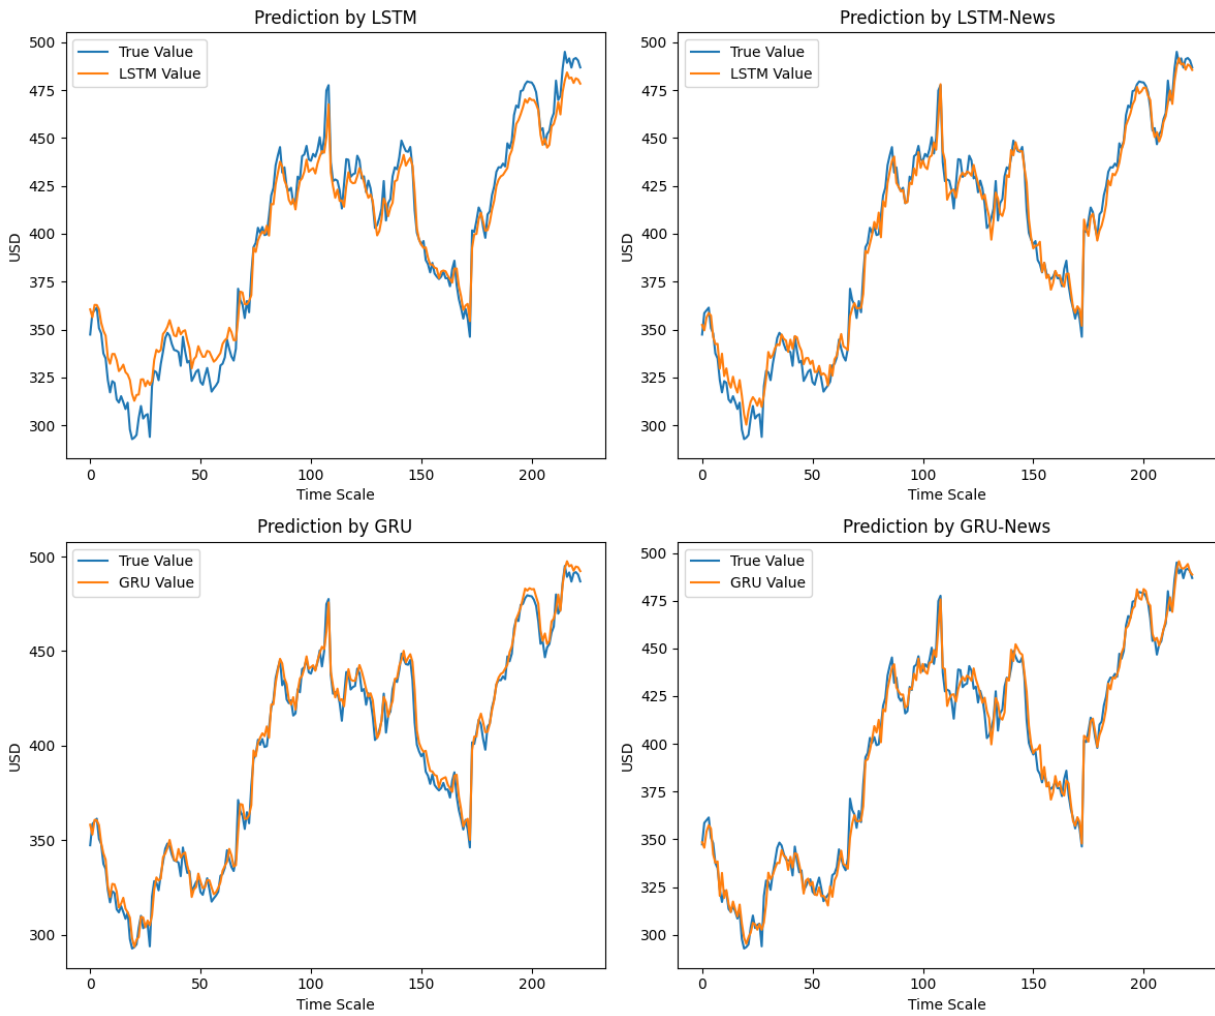 Prediction by LSTM
True Value
LSTM Value
500
475
450
425
400
375
350
325
300
USD
0 50 100 150 200
Time Scale
Prediction by LSTM-News
True Value
LSTM Value
500
475
450
425
400
375
350
325
300
USD
0 50 100 150 200
Time Scale
Prediction by GRU
True Value
GRU Value
500
450
400
350
300
USD
0 50 100 150 200
Time Scale
Prediction by GRU-News
True Value
GRU Value
500
475
450
425
400
375
350
325
300
USD
0 50 100 150 200
Time Scale